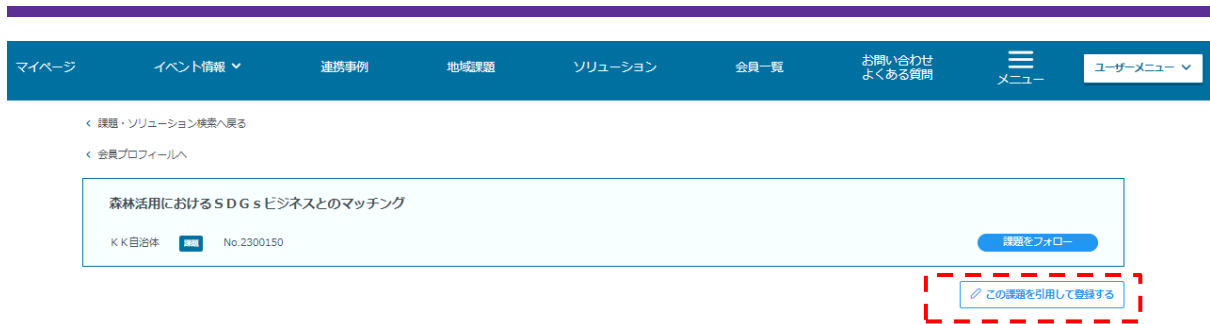 マイページ
イベント情報
連携事例
地域課題
ソリューション
会員一覧
お問い合わせ
よくある質問
メニュー
ユーザーメニュー
課題・ソリューション検索へ戻る
会員プロフィールへ
森林活用におけるSDGsビジネスとのマッチング
KK自治体 課題 No.2300150
課題をフォロー
この課題を引用して登録する